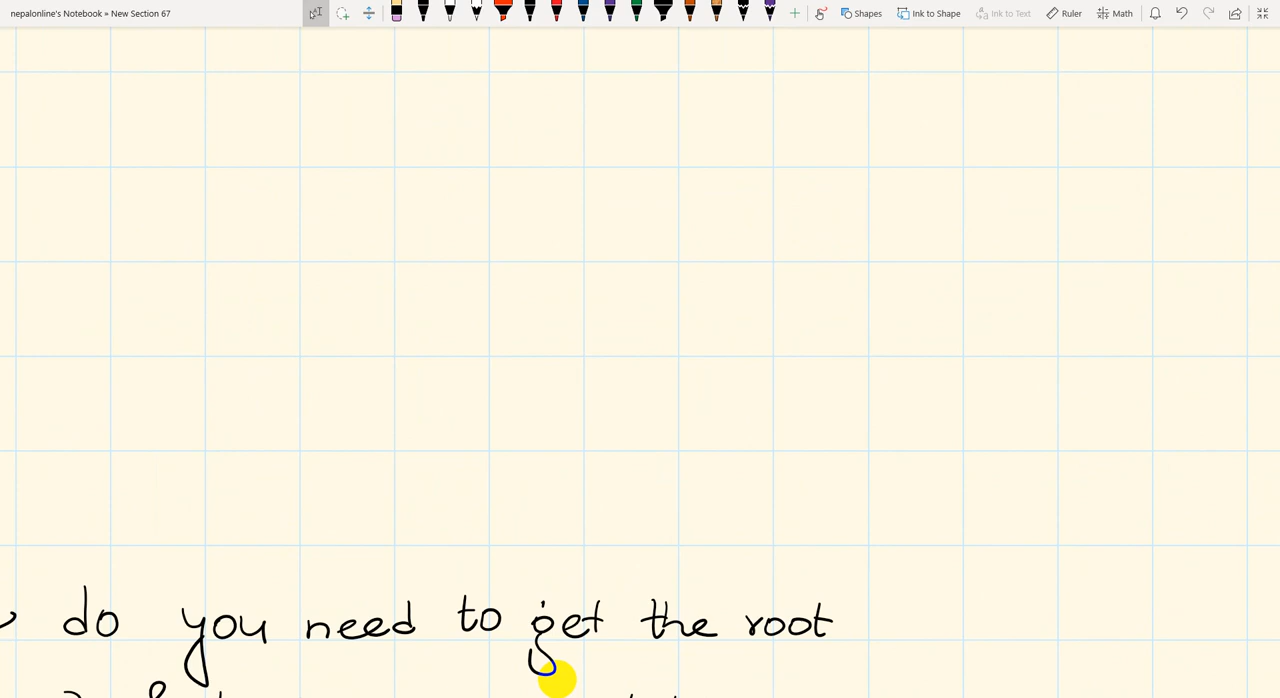 nepalonline's Notebook » New Section 67
Shapes Ink to Shape Ink to Text Ruler Math
do you need to get the root